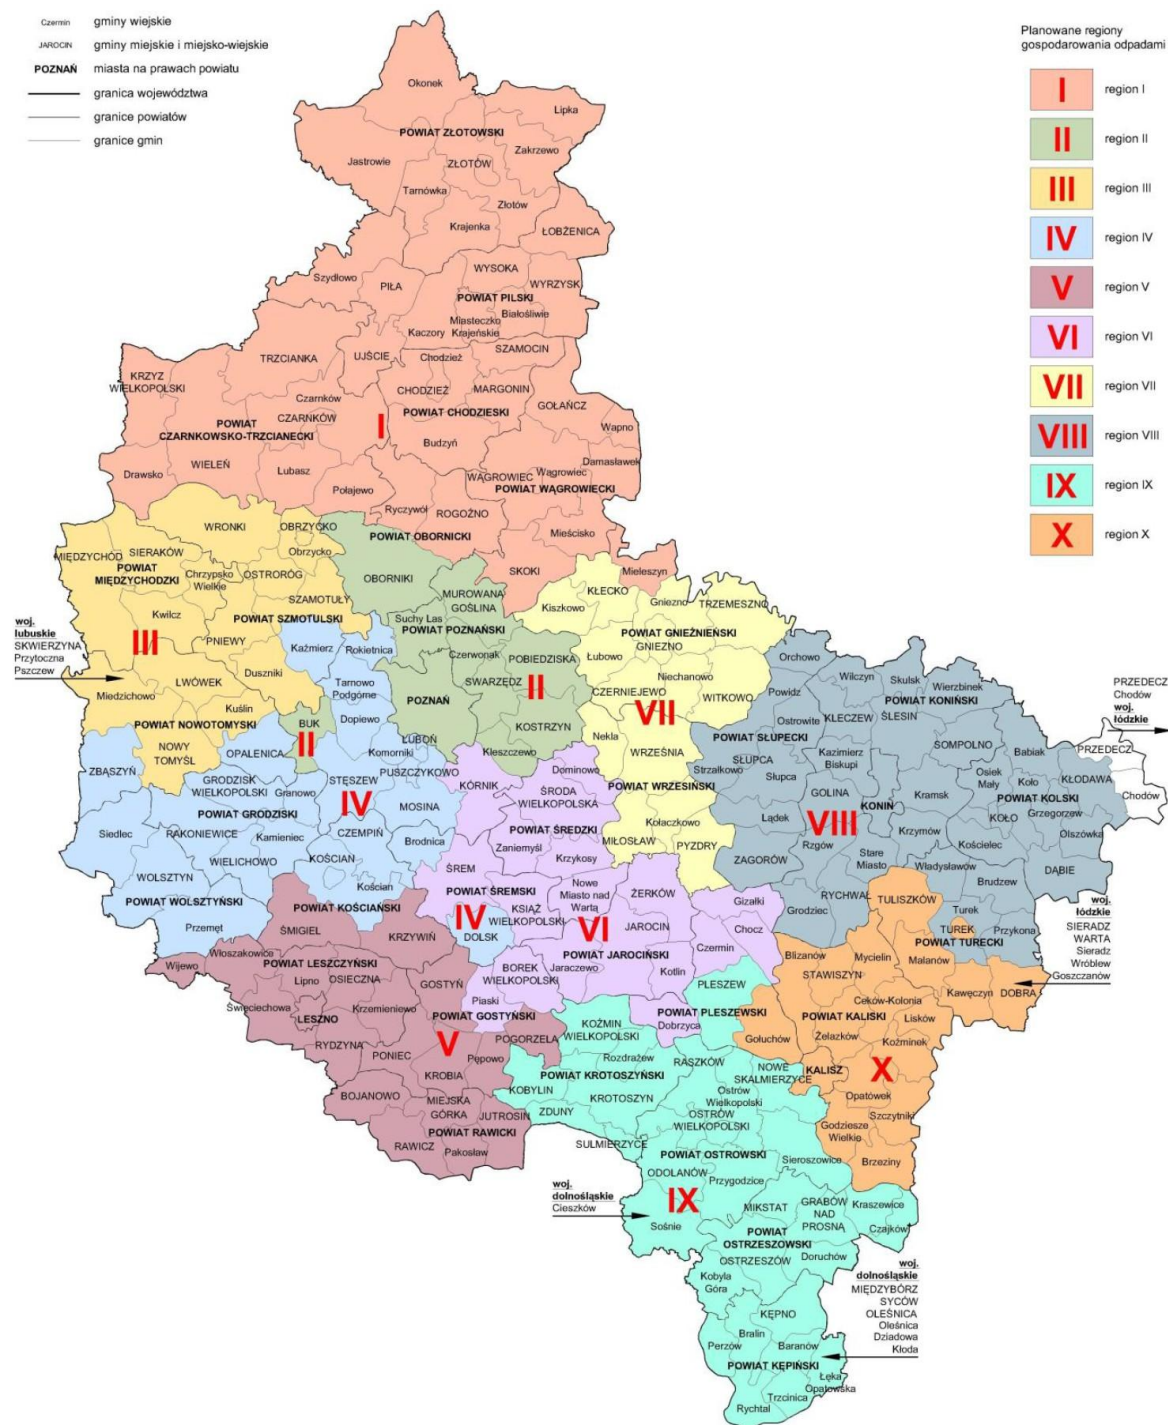 Czermin gminy wiejskie
JAROCIN gminy miejskie i miejsko-wiejskie
POZNAŃ miasta na prawach powiatu
granica województwa
granice powiatów
granice gmin
Planowane regiony
gospodarowania odpadami
I region I
II region II
III region III
IV region IV
V region V
VI region VI
VII region VII
VIII region VIII
IX region IX
X region X
Okonek
Lipka
POWIAT ZŁOTOWSKI
Zakrzewo
Jastrowie
ZŁOTÓW
Tarnówka
Złotów
Krajenka
ŁOBŻENICA
Szydłowo
PIŁA
WYSOKA
WYRZYSK
POWIAT PILSKI
Białośliwie
Miasteczko
Krajeńskie
Kaczory
TRZCIANKA
UJŚCIE
Chodzież
SZAMOCIN
KRZYZ
WIELKOPOLSKI
CHODZIEŻ
MARGONIN
Czarnków
GOŁAŃCZ
CZARNKÓW
POWIAT CHODZIESKI
POWIAT
CZARNKOWSKO-TRZCIANECKI
I
Budzyń
Wapno
Damasławek
Drawsko
WIELEŃ
Lubasz
WĄGROWIEC
Wągrowiec
POWIAT WĄGROWIECKI
Połajewo
Ryczywół
ROGOŹNO
POWIAT OBORNICKI
Mieścisko
SKOKI
Mieleszyn
WRONKI
OBRZYCKO
Obrzycko
MIĘDZYCHÓD
SIERAKÓW
POWIAT
MIĘDZYCHODZKI
Chrzypsko
Wielkie
OSTRORÓG
SZAMOTUŁY
Kwilcz
POWIAT SZMOTULSKI
III
PNIEWY
Duszniki
LWÓWEK
Miedzichowo
Kuślin
POWIAT NOWOTOMYSKI
NOWY
TOMYŚL
woj.
lubuskie
SKWIERZYNA
Przytoczna
Pszczew
OBORNIKI
MUROWANA
GOŚLINA
Suchy Las
POWIAT POZNAŃSKI
Czerwonak
POBIEDZISKA
SWARZĘDZ
II
POZNAŃ
KOSTRZYN
Kleszczewo
BUK
II
Kaźmierz
Rokietnica
Tarnowo
Podgórne
Dopiewo
LUBOŃ
Komorniki
OPALENICA
ZBĄSZYŃ
GRODZISK
WIELKOPOLSKI
Granowo
STĘSZEW
PUSZCZYKOWO
IV
MOSINA
POWIAT GRODZISKI
Siedlec
RAKONIEWICE
Kamieniec
CZEMPIŃ
Brodnica
WIELICHOWO
KOŚCIAN
Kościan
WOLSZTYN
POWIAT WOLSZTYŃSKI
Przemęt
POWIAT KOŚCIAŃSKI
KŁECKO
Kiszkowo
Gniezno
TRZEMESZNO
POWIAT GNIEŹNIEŃSKI
GNIEZNO
Łubowo
Niechanowo
CZERNIEJEWO
WITKOWO
VII
Nekla
WRZEŚNIA
POWIAT WRZESIŃSKI
Kołaczkowo
MIŁOSŁAW
PYZDRY
Dominowo
KÓRNIK
ŚRODA
WIELKOPOLSKA
POWIAT ŚREDZKI
Zaniemyśl
Krzykosy
ŚREM
POWIAT ŚREMSKI
KSIĄŻ
WIELKOPOLSKI
Nowe
Miasto nad
Wartą
ŻERKÓW
Gizałki
IV
DOLSK
VI
JAROCIN
Chocz
Czermin
POWIAT JAROCIŃSKI
BOREK
WIELKOPOLSKI
Jaraczewo
Kotlin
Piaski
Dobrzyca
POWIAT PLESZEWSKI
PLESZEW
Orchowo
Wilczyn
Skulsk
Wierzbinek
Powidz
POWIAT KONIŃSKI
Ostrowite
KLECZEW
ŚLESIN
POWIAT SŁUPECKI
SŁUPCA
Kazimierz
Biskupi
SOMPOLNO
Babiak
Strzałkowo
Słupca
Osiek
Mały
Koło
KŁODAWA
GOLINA
POWIAT KOLSKI
KONIN
Kramsk
KOŁO
Grzegorzew
Lądek
VIII
Krzymów
Olszówka
Rzgów
Kościelec
ZAGORÓW
Stare
Miasto
Władysławów
DĄBIE
RYCHWAŁ
Brudzew
Grodziec
Turek
Przykona
PRZEDECZ
Chodów
woj.
łódzkie
PRZEDECZ
Chodów
TULISZKÓW
TUREK
POWIAT TURECKI
Blizanów
Mycielin
Malanów
STAWISZYN
Kawęczyn
DOBRA
Ceków-Kolonia
POWIAT KALISKI
Lisków
Gołuchów
Żelazków
Koźminek
KALISZ
X
Opatówek
Szczytniki
Godziesze
Wielkie
Brzeziny
woj.
łódzkie
SIERADZ
WARTA
Sieradz
Wróblew
Goszczanów
ŚMIGIEL
KRZYWIŃ
Włoszakowice
Wijewo
POWIAT LESZCZYŃSKI
Lipno
OSIECZNA
GOSTYŃ
Święciechowa
LESZNO
Krzemieniewo
POWIAT GOSTYŃSKI
POGORZELA
RYDZYNA
PONIEC
V
Pępowo
KROBIA
BOJANOWO
MIEJSKA
GÓRKA
JUTROSIN
POWIAT RAWICKI
RAWICZ
Pakosław
KOŹMIN
WIELKOPOLSKI
Rozdrażew
RASZKÓW
NOWE
SKALMIERZYCE
POWIAT KROTOSZYŃSKI
KOBYLIN
KROTOSZYN
Ostrów
Wielkopolski
ZDUNY
OSTRÓW
WIELKOPOLSKI
SULMIERZYCE
POWIAT OSTROWSKI
Sieroszowice
ODOLANÓW
Przygodzice
IX
Sośnie
MIKSTAT
GRABÓW
NAD
PROSNĄ
Kraszewice
Czajków
POWIAT
OSTRZESZOWSKI
OSTRZESZÓW
Doruchów
Kobyla
Góra
KĘPNO
Bralin
Perzów
Baranów
POWIAT KĘPIŃSKI
Łęka
Opatowska
Trzcinica
Rychtal
woj.
dolnośląskie
Cieszków
woj.
dolnośląskie
MIĘDZYBÓRZ
SYCÓW
OLEŚNICA
Oleśnica
Dziadowa
Kłoda